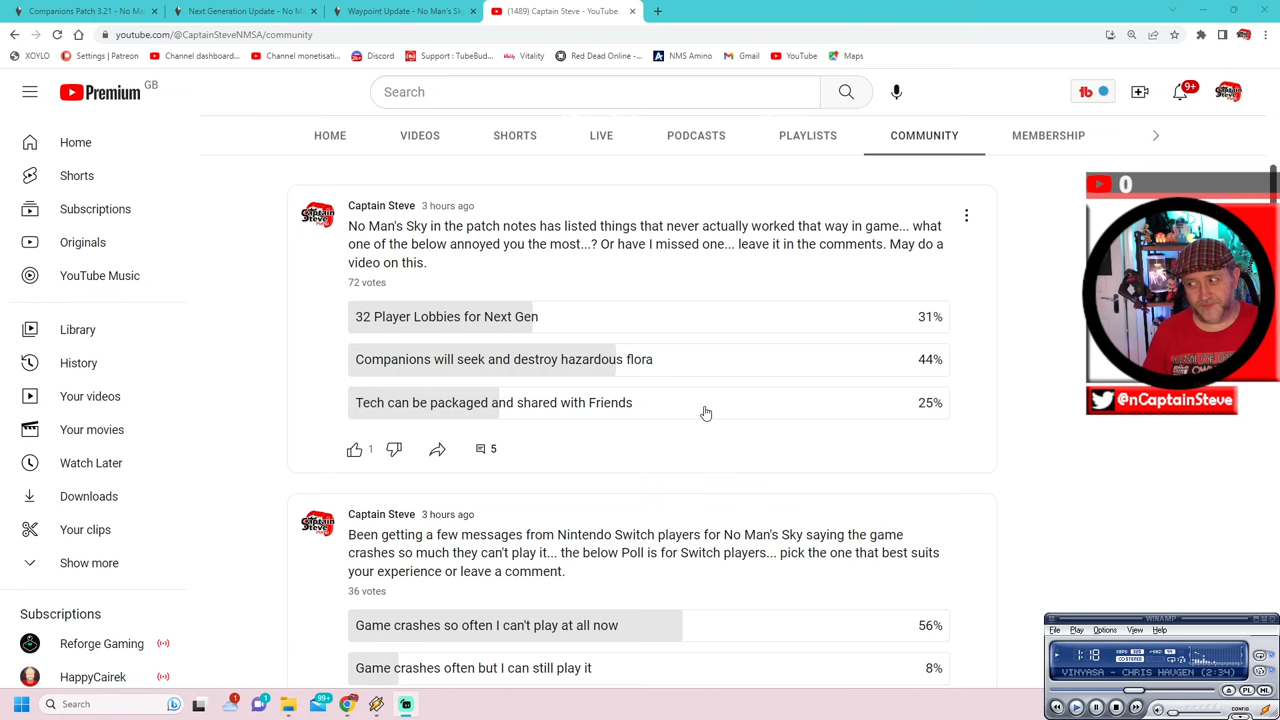 Companions Patch 3.21 - No Man
Next Generation Update - No M
Waypoint Update - No Man's Sk
(1489) Captain Steve - YouTube
youtube.com/@CaptainSteveNMSA/community
XOYLO
Settings | Patreon
Channel dashboard...
Channel monetisati...
Discord
Support : TubeBud...
Vitality
Red Dead Online -...
NMS Amino
Gmail
YouTube
Maps
Premium GB
Search
tb
9+
HOME
VIDEOS
SHORTS
LIVE
PODCASTS
PLAYLISTS
COMMUNITY
MEMBERSHIP
Home
Shorts
Subscriptions
Originals
YouTube Music
Library
History
Your videos
Your movies
Watch Later
Downloads
Your clips
Show more
Subscriptions
Reforge Gaming
HappyCairek
Captain Steve 3 hours ago
No Man's Sky in the patch notes has listed things that never actually worked that way in game... what
one of the below annoyed you the most...? Or have I missed one... leave it in the comments. May do a
video on this.
72 votes
32 Player Lobbies for Next Gen 31%
Companions will seek and destroy hazardous flora 44%
Tech can be packaged and shared with Friends 25%
1
5
Captain Steve 3 hours ago
Been getting a few messages from Nintendo Switch players for No Man's Sky saying the game
crashes so much they can't play it... the below Poll is for Switch players... pick the one that best suits
your experience or leave a comment.
36 votes
Game crashes so often I can't play at all now 56%
Game crashes often but I can still play it 8%
0
@nCaptainSteve
WINAMP
File Play Options View Help
1:18
STEREO
VINYASA - CHRIS HAUGEN (2:34)
PL
ML
CONFIG
Search
1
1
99+